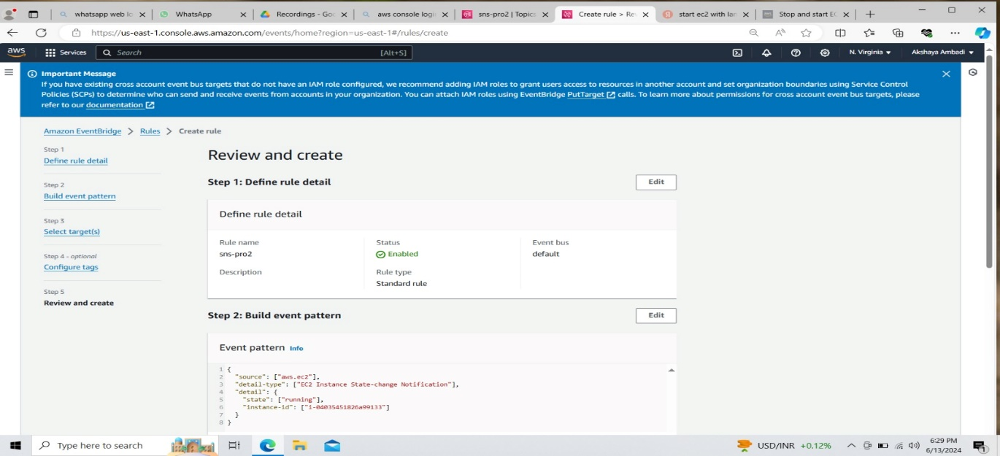 whatsapp web lo
WhatsApp
Recordings - Goo
aws console logi
sns-pro2 | Topics
Create rule > Rev
start ec2 with lan
Stop and start EC
https://us-east-1.console.aws.amazon.com/events/home?region=us-east-1#/rules/create
aws
Services
Search
[Alt+S]
N. Virginia
Akshaya Ambadi
Important Message
If you have existing cross account event bus targets that do not have an IAM role configured, we recommend adding IAM roles to grant users access to resources in another account and set organization boundaries using Service Control
Policies (SCPs) to determine who can send and receive events from accounts in your organization. You can attach IAM roles using EventBridge PutTarget calls. To learn more about permissions for cross account event bus targets, please
refer to our documentation
Amazon EventBridge > Rules > Create rule
Step 1
Define rule detail
Step 2
Build event pattern
Step 3
Select target(s)
Step 4 - optional
Configure tags
Step 5
Review and create
Review and create
Step 1: Define rule detail
Edit
Define rule detail
Rule name
sns-pro2
Description
Status
Enabled
Rule type
Standard rule
Event bus
default
Step 2: Build event pattern
Edit
Event pattern Info
1 {
2 "source": ["aws.ec2"],
3 "detail-type": ["EC2 Instance State-change Notification"],
4 "detail": {
5 "state": ["running"],
6 "instance-id": ["i-04035451826a99133"]
7 }
8 }
Type here to search
USD/INR +0.12%
6:29 PM
6/13/2024
1